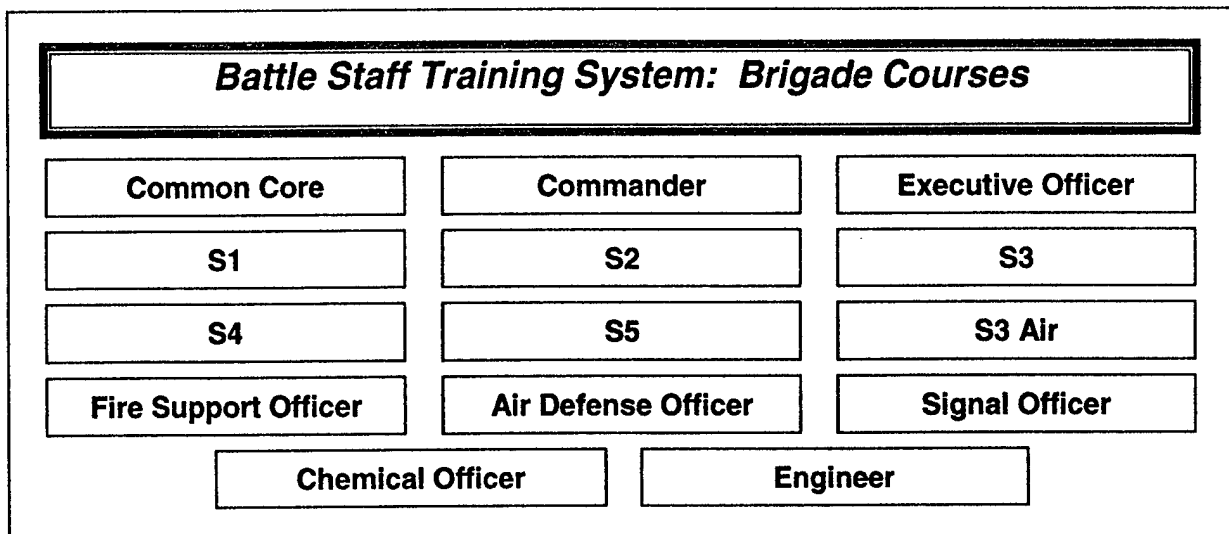 Battle Staff Training System: Brigade Courses
Common Core Commander Executive Officer
S1 S2 S3
S4 S5 S3 Air
Fire Support Officer Air Defense Officer Signal Officer
Chemical Officer Engineer